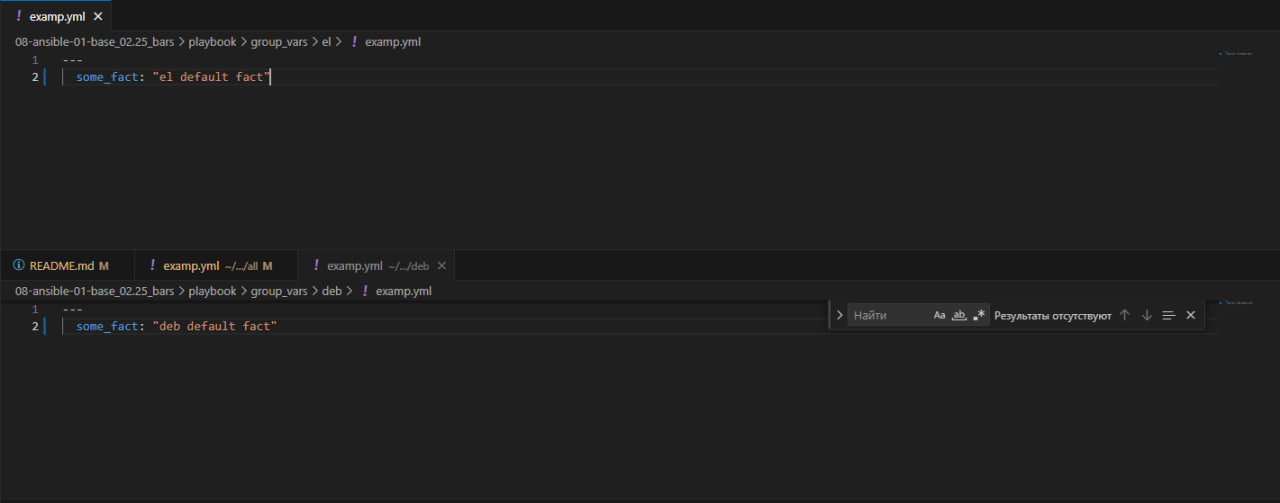 ! examp.yml ×
08-ansible-01-base_02.25_bars > playbook > group_vars > el > ! examp.yml
1 ---
2 some_fact: "el default fact"
README.md M ! examp.yml ~/.../all M ! examp.yml ~/.../deb ×
08-ansible-01-base_02.25_bars > playbook > group_vars > deb > ! examp.yml
1 ---
2 some_fact: "deb default fact"
> Найти Aa ab .* Результаты отсутствуют ↑ ↓ ×